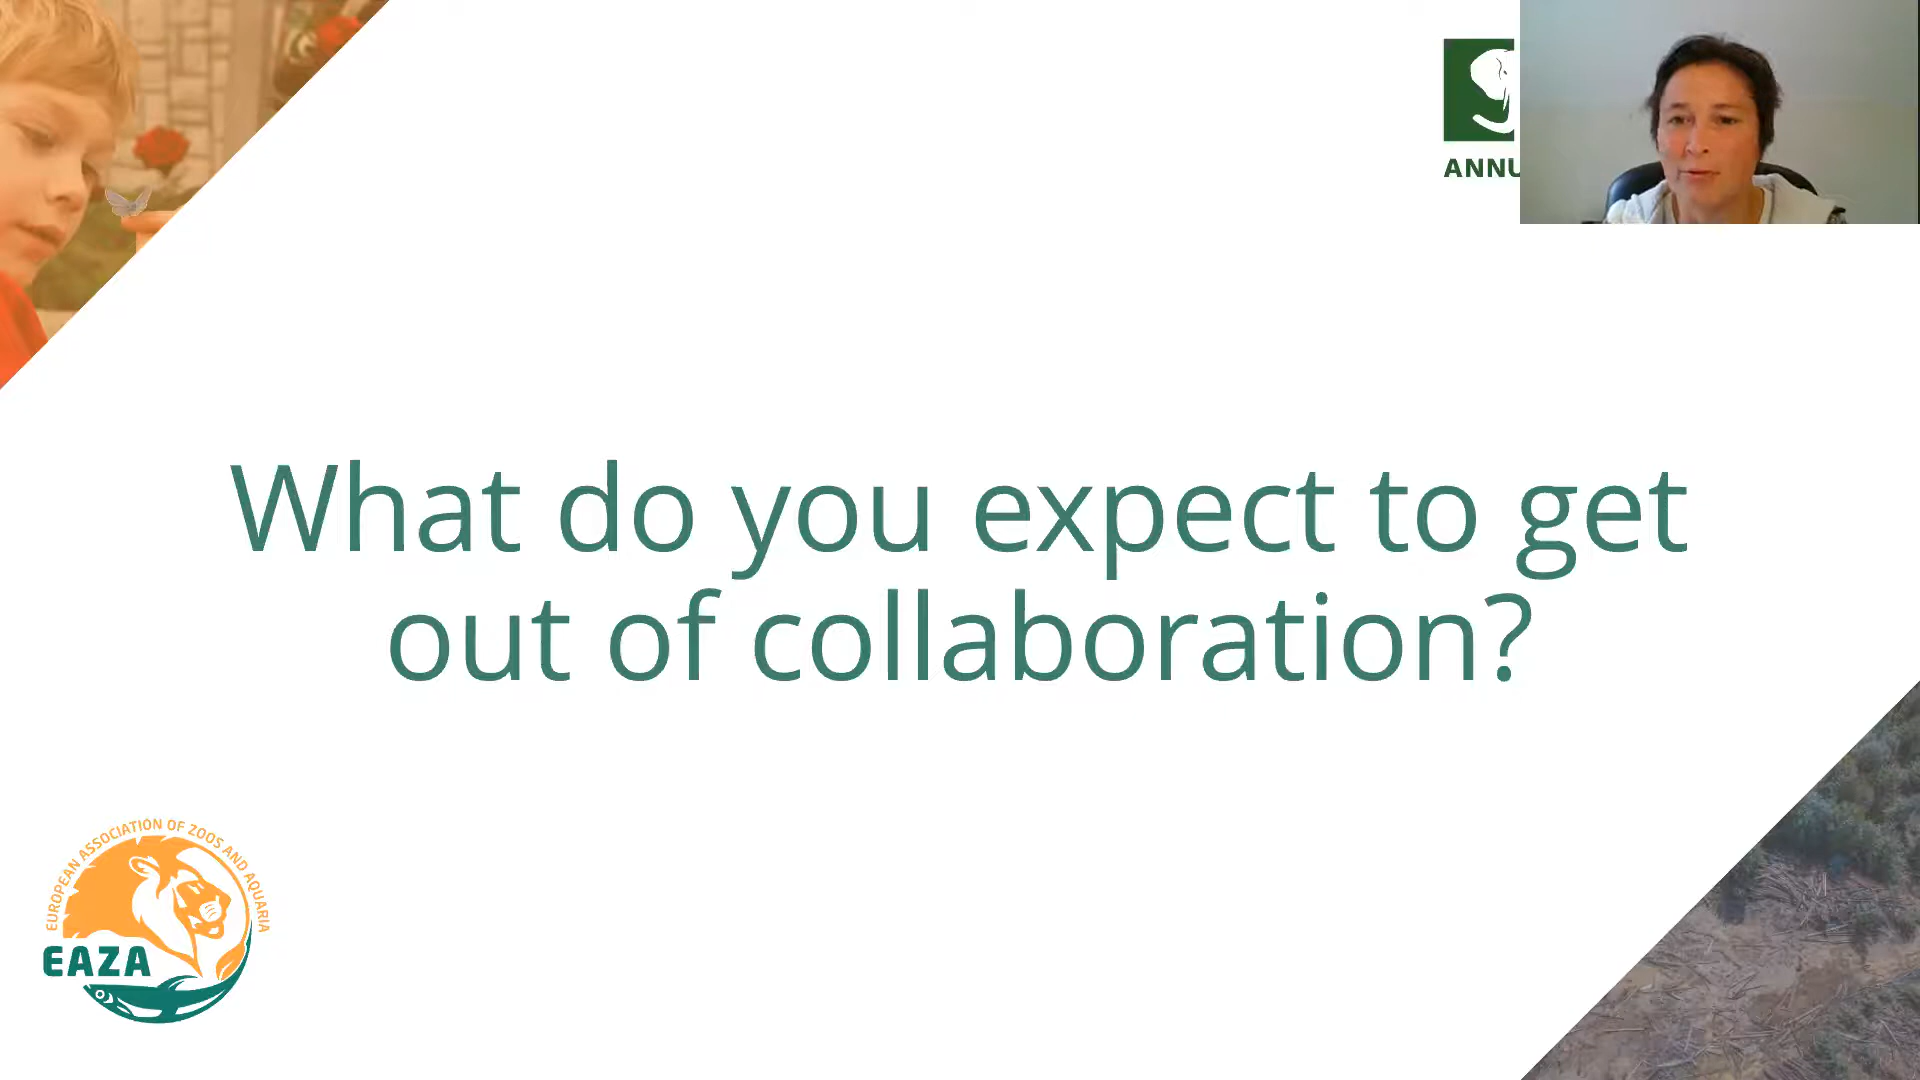 ANNU
What do you expect to get
out of collaboration?
EUROPEAN ASSOCIATION OF ZOOS AND AQUARIA
EAZA